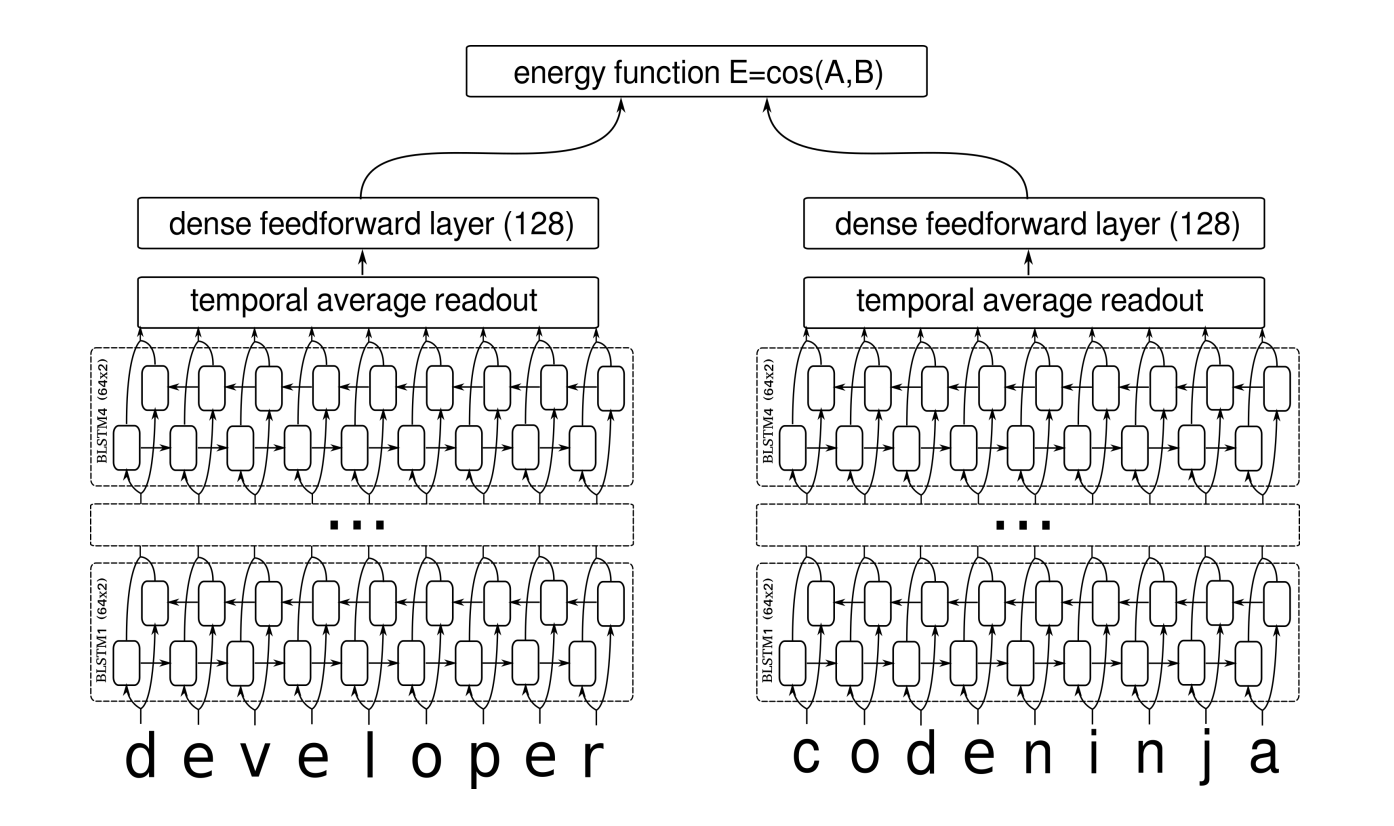 energy function E=cos(A,B)
dense feedforward layer (128)
dense feedforward layer (128)
temporal average readout
temporal average readout
BLSTM4 (64x2)
BLSTM4 (64x2)
...
...
BLSTM1 (64x2)
BLSTM1 (64x2)
d e v e l o p e r
c o d e n i n j a